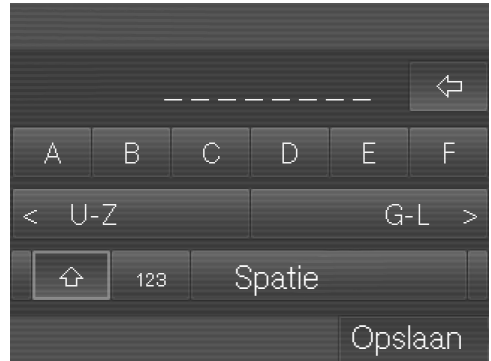 _ _ _ _ _ _ _ _ _
A B C D E F
< U-Z G-L >
123 Spatie
Opslaan